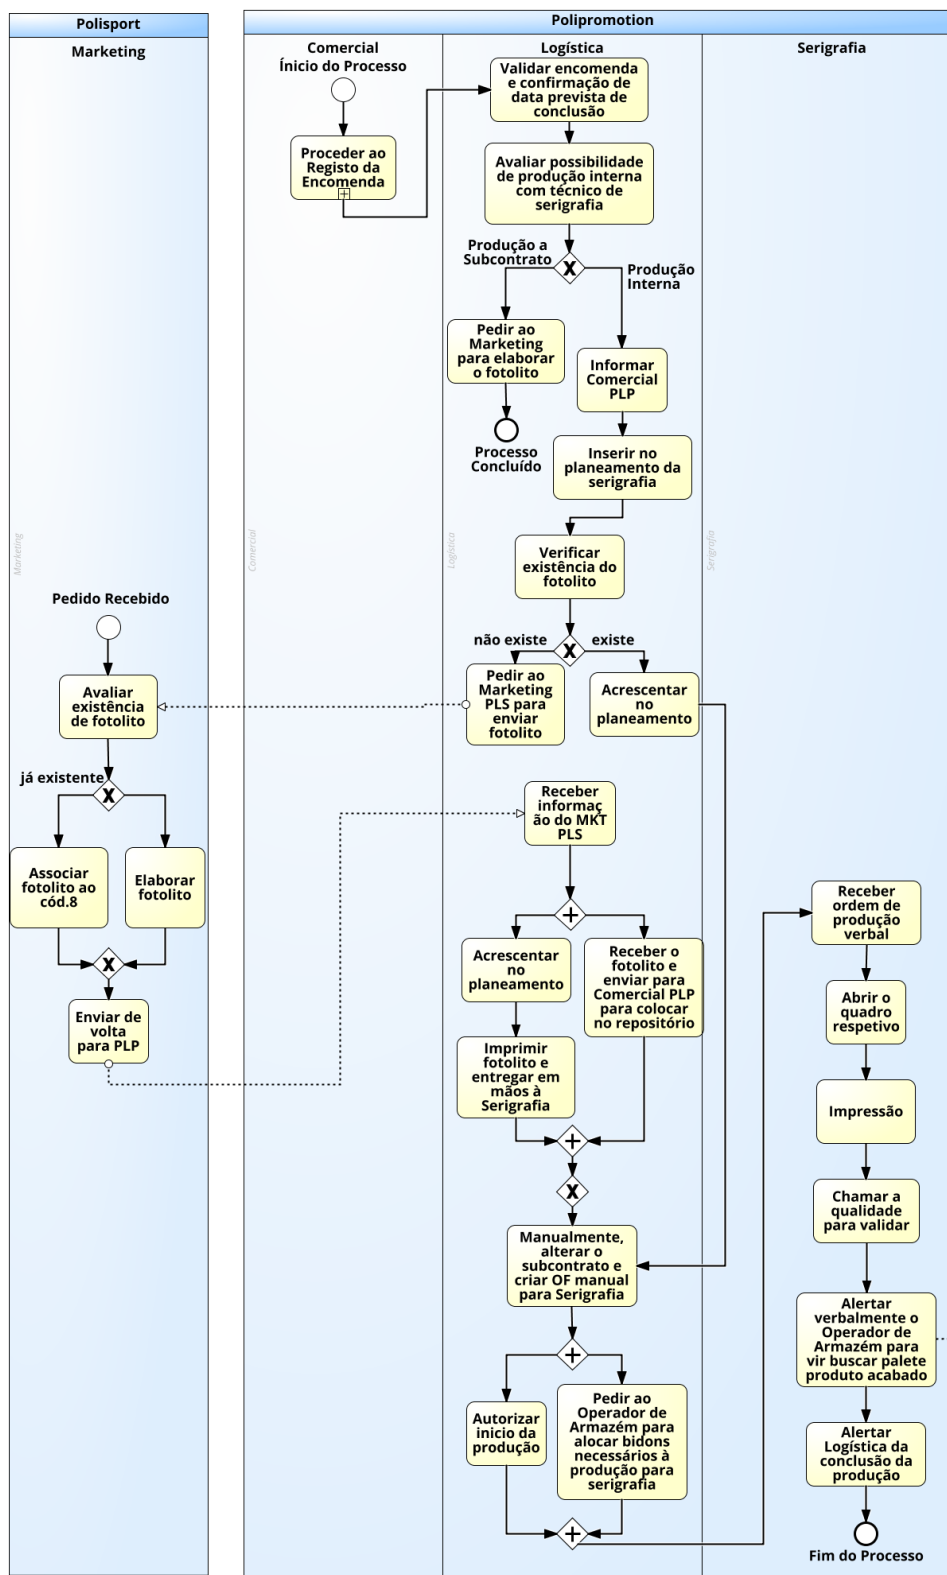 Polisport
Marketing
Marketing
Pedido Recebido
Avaliar
existência
de fotolito
já existente
X
Associar
fotolito ao
cód.8
Elaborar
fotolito
X
Enviar de
volta
para PLP
Polipromotion
Comercial
Ínicio do Processo
Proceder ao
Registo da
Encomenda
Comercial
Logística
Validar encomenda
e confirmação de
data prevista de
conclusão
Avaliar possibilidade
de produção interna
com técnico de
serigrafia
Produção a
Subcontrato
X
Produção
Interna
Pedir ao
Marketing
para elaborar
o fotolito
Processo
Concluído
Informar
Comercial
PLP
Inserir no
planeamento da
serigrafia
Logística
Verificar
existência do
fotolito
não existe
X
existe
Pedir ao
Marketing
PLS para
enviar
fotolito
Acrescentar
no
planeamento
Receber
informaç
ão do MKT
PLS
Acrescentar
no
planeamento
Receber o
fotolito e
enviar para
Comercial PLP
para colocar
no repositório
Imprimir
fotolito e
entregar em
mãos à
Serigrafia
X
Manualmente,
alterar o
subcontrato e
criar OF manual
para Serigrafia
Autorizar
inicio da
produção
Pedir ao
Operador de
Armazém para
alocar bidons
necessários à
produção para
serigrafia
Serigrafia
Serigrafia
Receber
ordem de
produção
verbal
Abrir o
quadro
respetivo
Impressão
Chamar a
qualidade
para validar
Alertar
verbalmente o
Operador de
Armazém para
vir buscar palete
produto acabado
Alertar
Logística da
conclusão da
produção
Fim do Processo